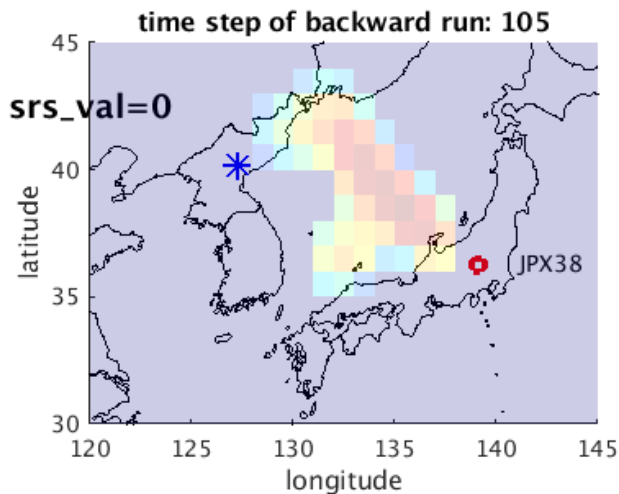 time step of backward run: 105
45
srs_val=0
40
latitude
JPX38
35
30
120 125 130 135 140 145
longitude